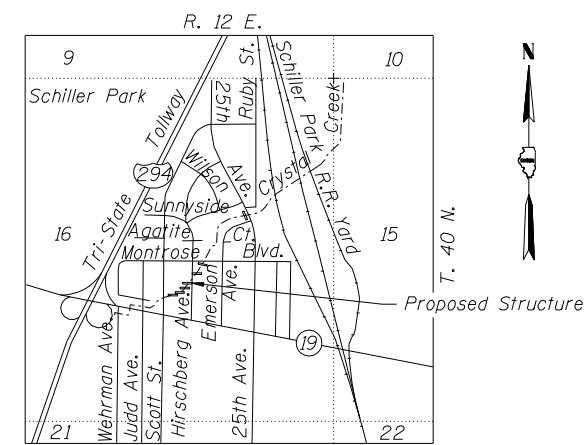 R. 12 E.
9
10
Schiller Park
Tri-State Tollway
294
25th
Ruby St.
Schiller Park R.R. Yard
Crystal Creek
Wilson Ave.
Sunnyside
16
Agatite
Ct.
15
Montrose Blvd.
T. 40 N.
N
Proposed Structure
19
Wehrman Ave.
Judd Ave.
Scott St.
Hirschberg Ave.
Emerson Ave.
25th Ave.
21
22